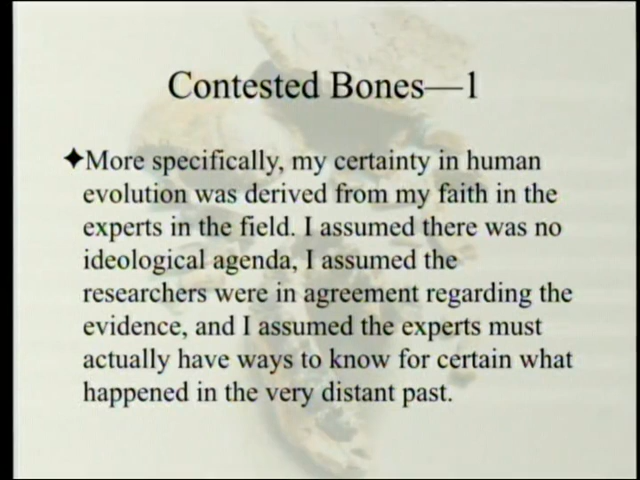 Contested Bones—1
✦More specifically, my certainty in human
evolution was derived from my faith in the
experts in the field. I assumed there was no
ideological agenda, I assumed the
researchers were in agreement regarding the
evidence, and I assumed the experts must
actually have ways to know for certain what
happened in the very distant past.